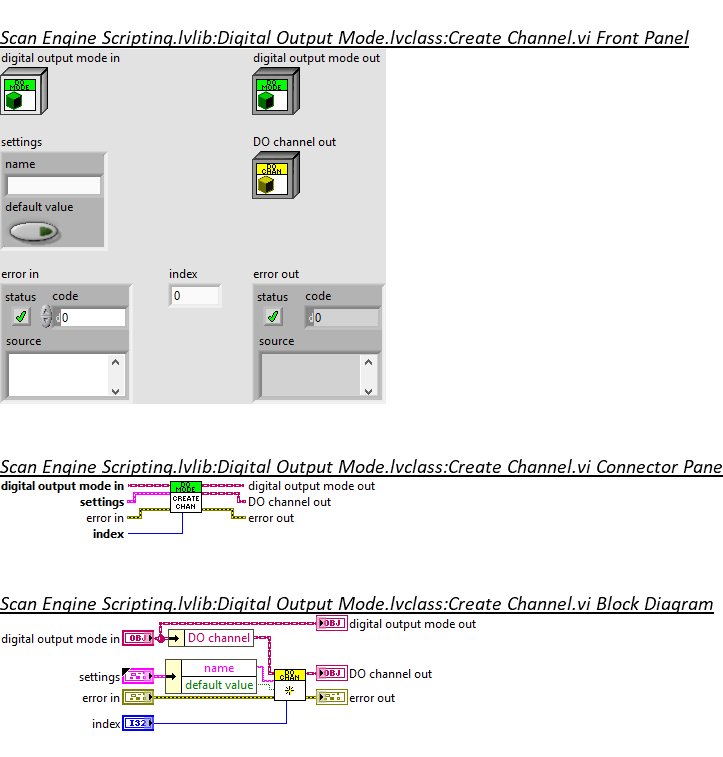 Scan Engine Scripting.lvlib:Digital Output Mode.lvclass:Create Channel.vi Front Panel
digital output mode in
digital output mode out
DO MODE
DO MODE
settings
DO channel out
name
DO CHAN
default value
error in
index
error out
status code
0
status code
d0
d0
source
source
Scan Engine Scripting.lvlib:Digital Output Mode.lvclass:Create Channel.vi Connector Pane
digital output mode in
DO MODE
digital output mode out
settings
CREATE CHAN
DO channel out
error in
error out
index
Scan Engine Scripting.lvlib:Digital Output Mode.lvclass:Create Channel.vi Block Diagram
OBJ digital output mode out
digital output mode in OBJ
DO channel
name
settings
DO CHAN
OBJ DO channel out
default value
error in
error out
index I32